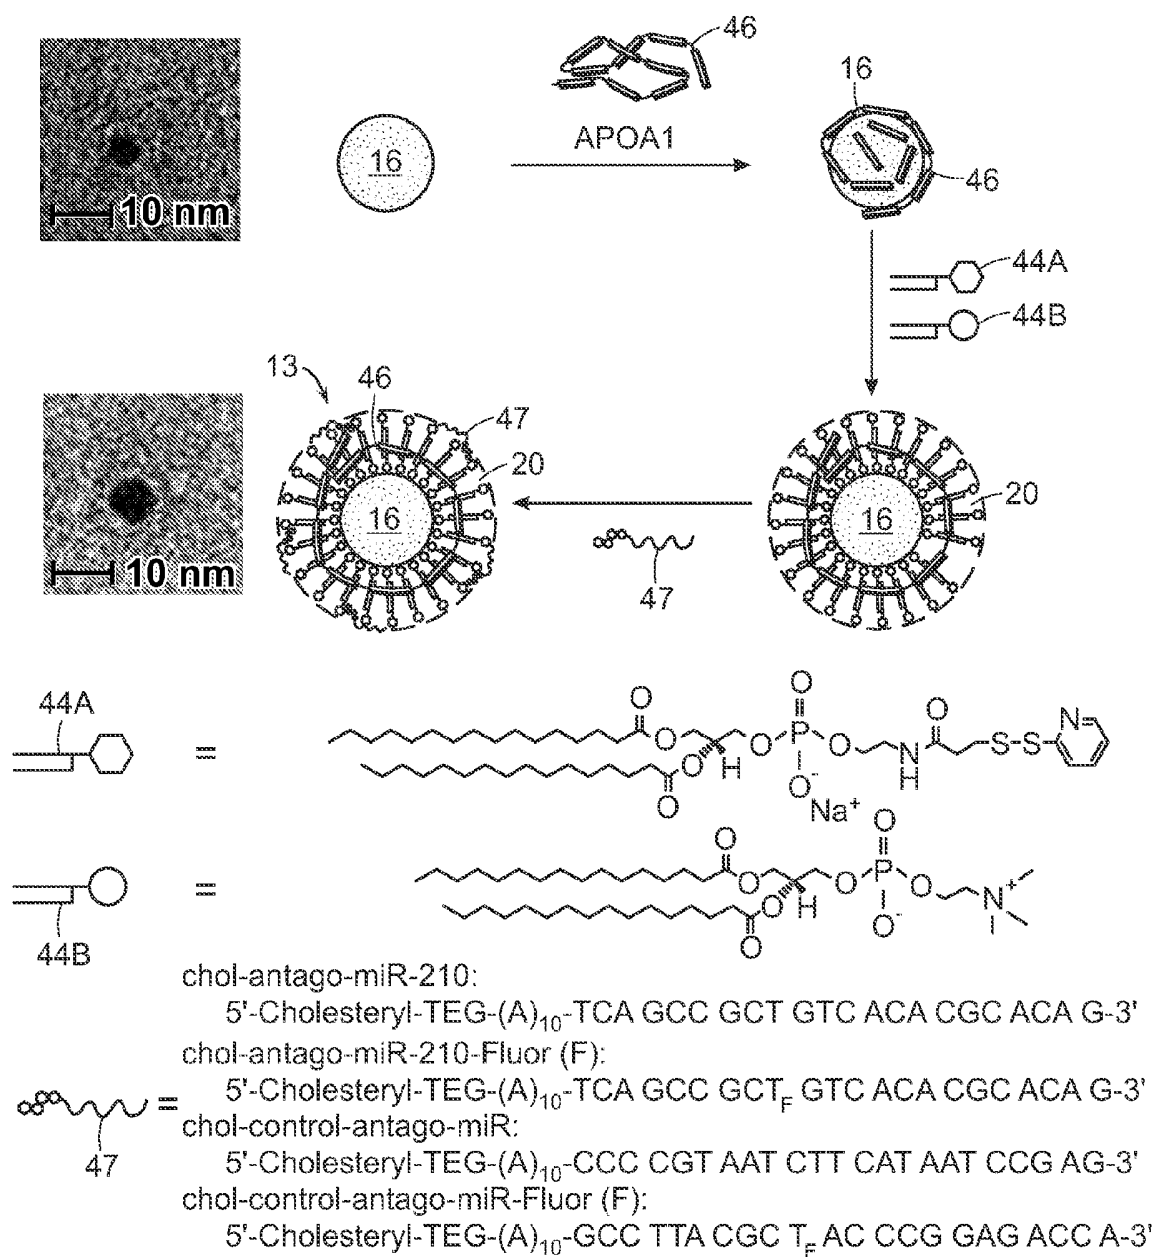 46
16
APOA1
16
46
10 nm
44A
44B
13
46
47
20
20
16
16
10 nm
47
44A
=
O
O
O
O
H
O
P
O
O
O-
Na+
N
H
O
S-S
N
=
44B
O
O
O
O
H
O
P
O
O
O-
N+
chol-antago-miR-210:
5'-Cholesteryl-TEG-(A)10-TCA GCC GCT GTC ACA CGC ACA G-3'
chol-antago-miR-210-Fluor (F):
5'-Cholesteryl-TEG-(A)10-TCA GCC GCTF GTC ACA CGC ACA G-3'
=
chol-control-antago-miR:
47
5'-Cholesteryl-TEG-(A)10-CCC CGT AAT CTT CAT AAT CCG AG-3'
chol-control-antago-miR-Fluor (F):
5'-Cholesteryl-TEG-(A)10-GCC TTA CGC TF AC CCG GAG ACC A-3'